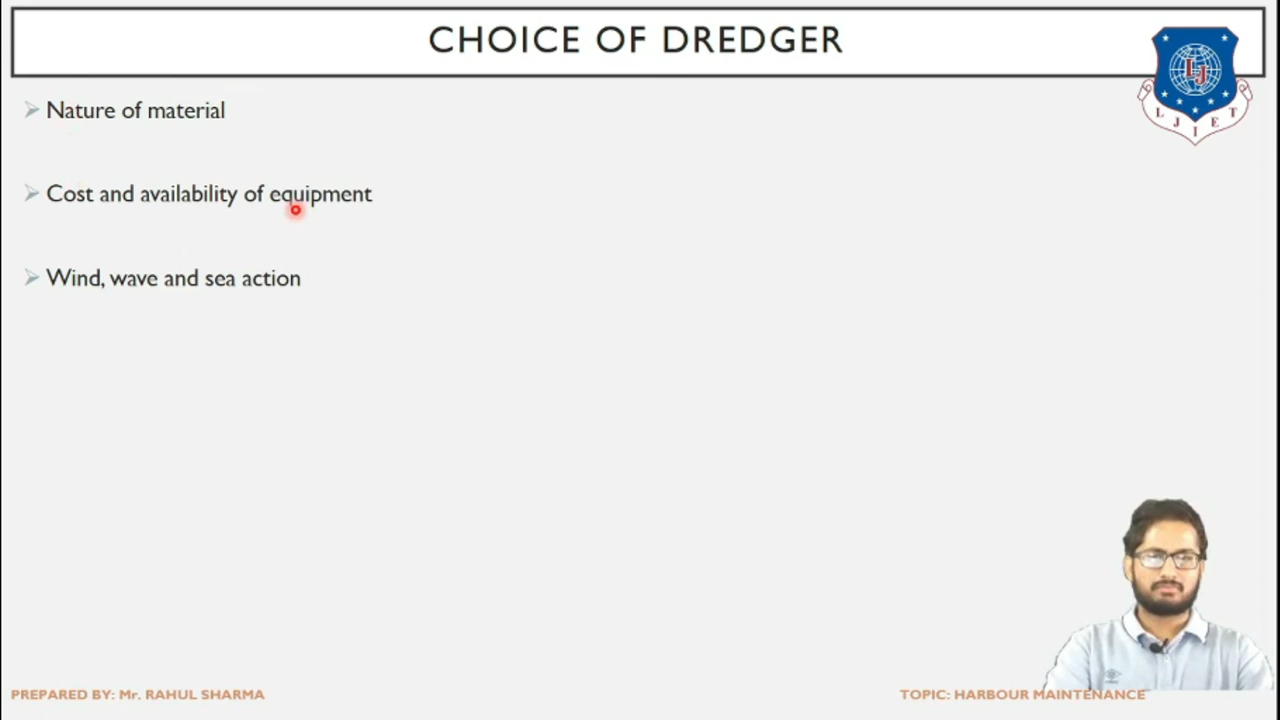 CHOICE OF DREDGER
Nature of material
Cost and availability of equipment
Wind, wave and sea action
LJ
L J I E T
PREPARED BY: Mr. RAHUL SHARMA
TOPIC: HARBOUR MAINTENANCE